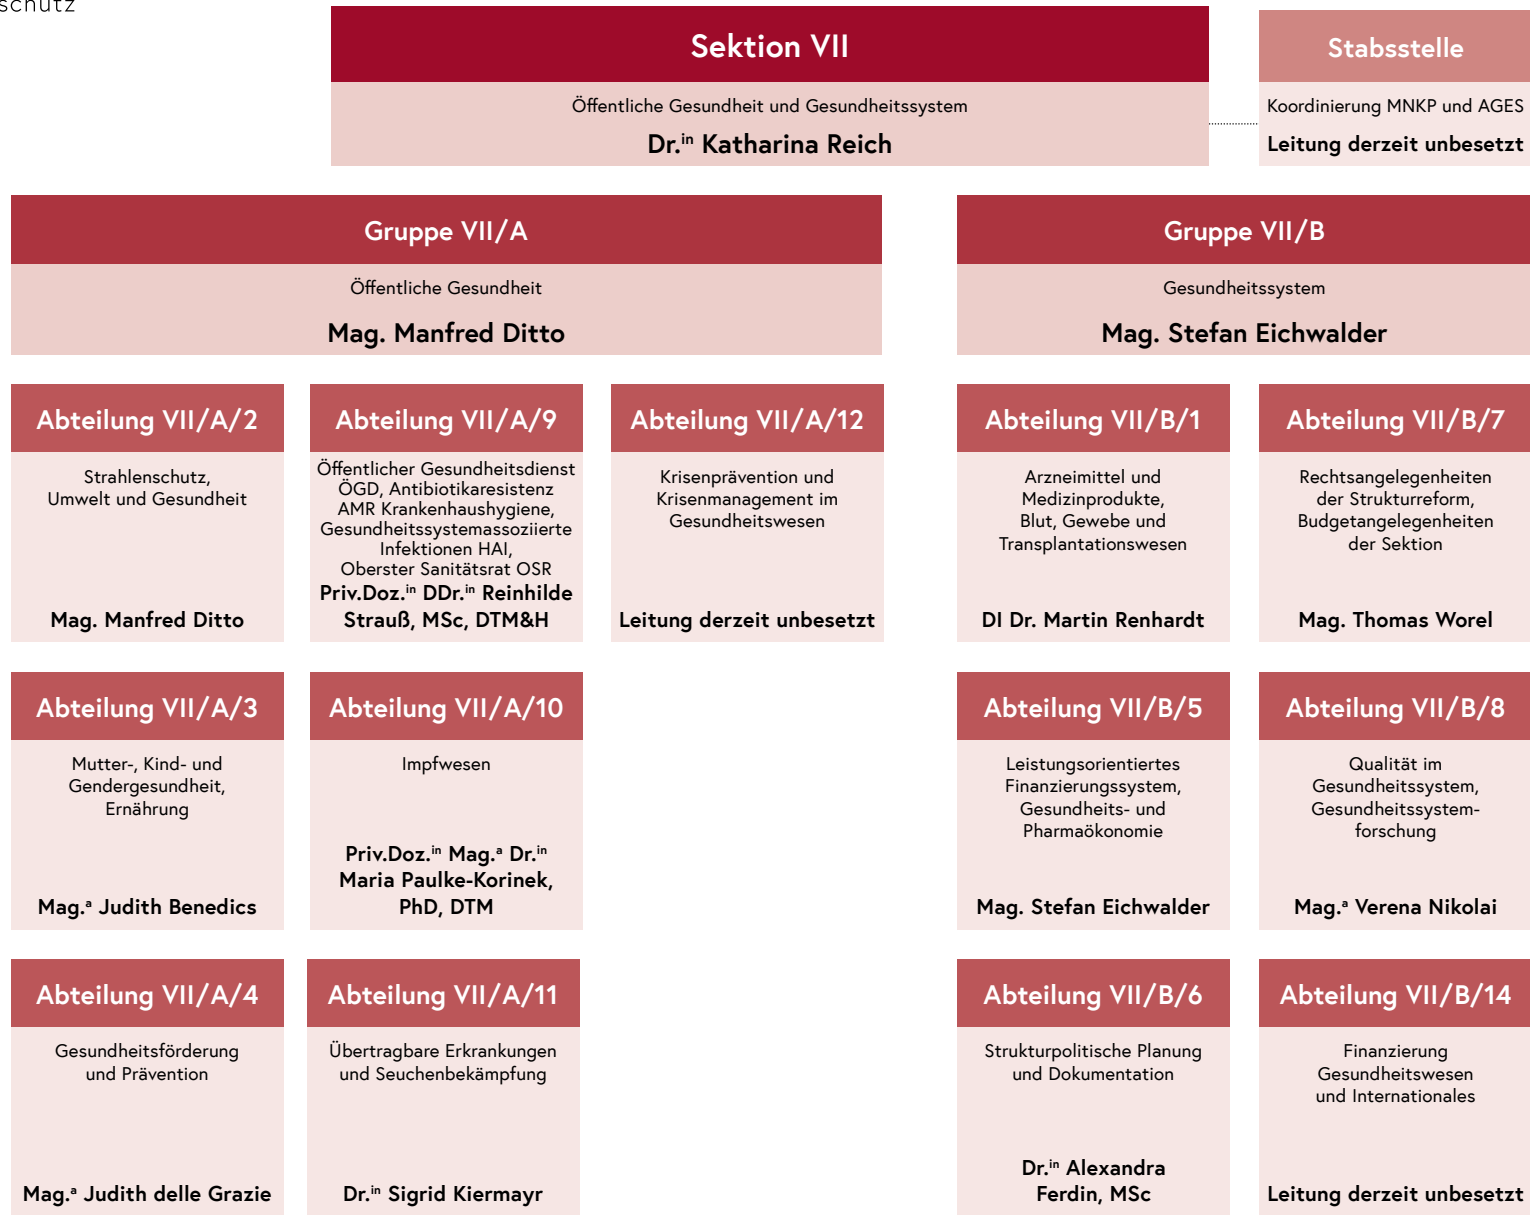 schutz
Sektion VII
Öffentliche Gesundheit und Gesundheitssystem
Dr.ⁱⁿ Katharina Reich
Stabsstelle
Koordinierung MNKP und AGES
Leitung derzeit unbesetzt
Gruppe VII/A
Öffentliche Gesundheit
Mag. Manfred Ditto
Gruppe VII/B
Gesundheitssystem
Mag. Stefan Eichwalder
Abteilung VII/A/2
Strahlenschutz,
Umwelt und Gesundheit
Mag. Manfred Ditto
Abteilung VII/A/9
Öffentlicher Gesundheitsdienst
ÖGD, Antibiotikaresistenz
AMR Krankenhaushygiene,
Gesundheitssystemassoziierte
Infektionen HAI,
Oberster Sanitätsrat OSR
Priv.Doz.ⁱⁿ DDr.ⁱⁿ Reinhilde
Strauß, MSc, DTM&H
Abteilung VII/A/12
Krisenprävention und
Krisenmanagement im
Gesundheitswesen
Leitung derzeit unbesetzt
Abteilung VII/B/1
Arzneimittel und
Medizinprodukte,
Blut, Gewebe und
Transplantationswesen
DI Dr. Martin Renhardt
Abteilung VII/B/7
Rechtsangelegenheiten
der Strukturreform,
Budgetangelegenheiten
der Sektion
Mag. Thomas Worel
Abteilung VII/A/3
Mutter-, Kind- und
Gendergesundheit,
Ernährung
Mag.ᵃ Judith Benedics
Abteilung VII/A/10
Impfwesen
Priv.Doz.ⁱⁿ Mag.ᵃ Dr.ⁱⁿ
Maria Paulke-Korinek,
PhD, DTM
Abteilung VII/B/5
Leistungsorientiertes
Finanzierungssystem,
Gesundheits- und
Pharmaökonomie
Mag. Stefan Eichwalder
Abteilung VII/B/8
Qualität im
Gesundheitssystem,
Gesundheitssystem-
forschung
Mag.ᵃ Verena Nikolai
Abteilung VII/A/4
Gesundheitsförderung
und Prävention
Mag.ᵃ Judith delle Grazie
Abteilung VII/A/11
Übertragbare Erkrankungen
und Seuchenbekämpfung
Dr.ⁱⁿ Sigrid Kiermayr
Abteilung VII/B/6
Strukturpolitische Planung
und Dokumentation
Dr.ⁱⁿ Alexandra
Ferdin, MSc
Abteilung VII/B/14
Finanzierung
Gesundheitswesen
und Internationales
Leitung derzeit unbesetzt